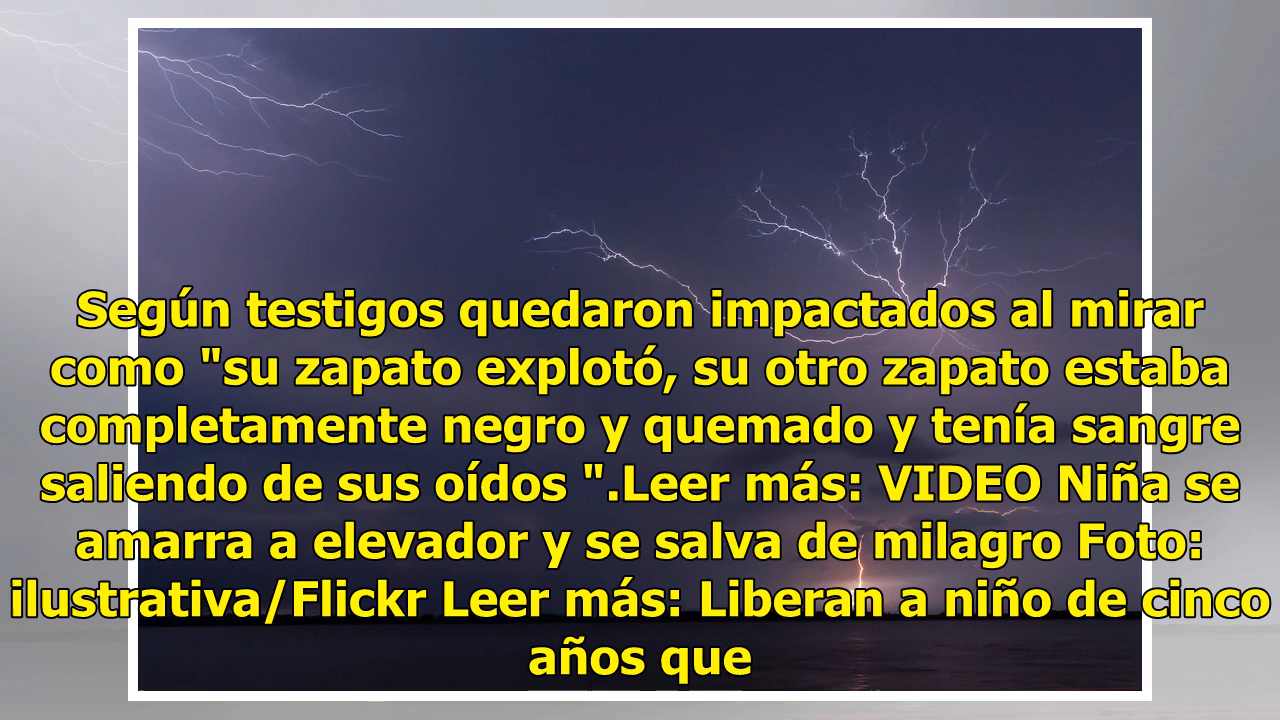 Según testigos quedaron impactados al mirar
como "su zapato explotó, su otro zapato estaba
completamente negro y quemado y tenía sangre
saliendo de sus oídos ".Leer más: VIDEO Niña se
amarra a elevador y se salva de milagro Foto:
ilustrativa/Flickr Leer más: Liberan a niño de cinco
años que